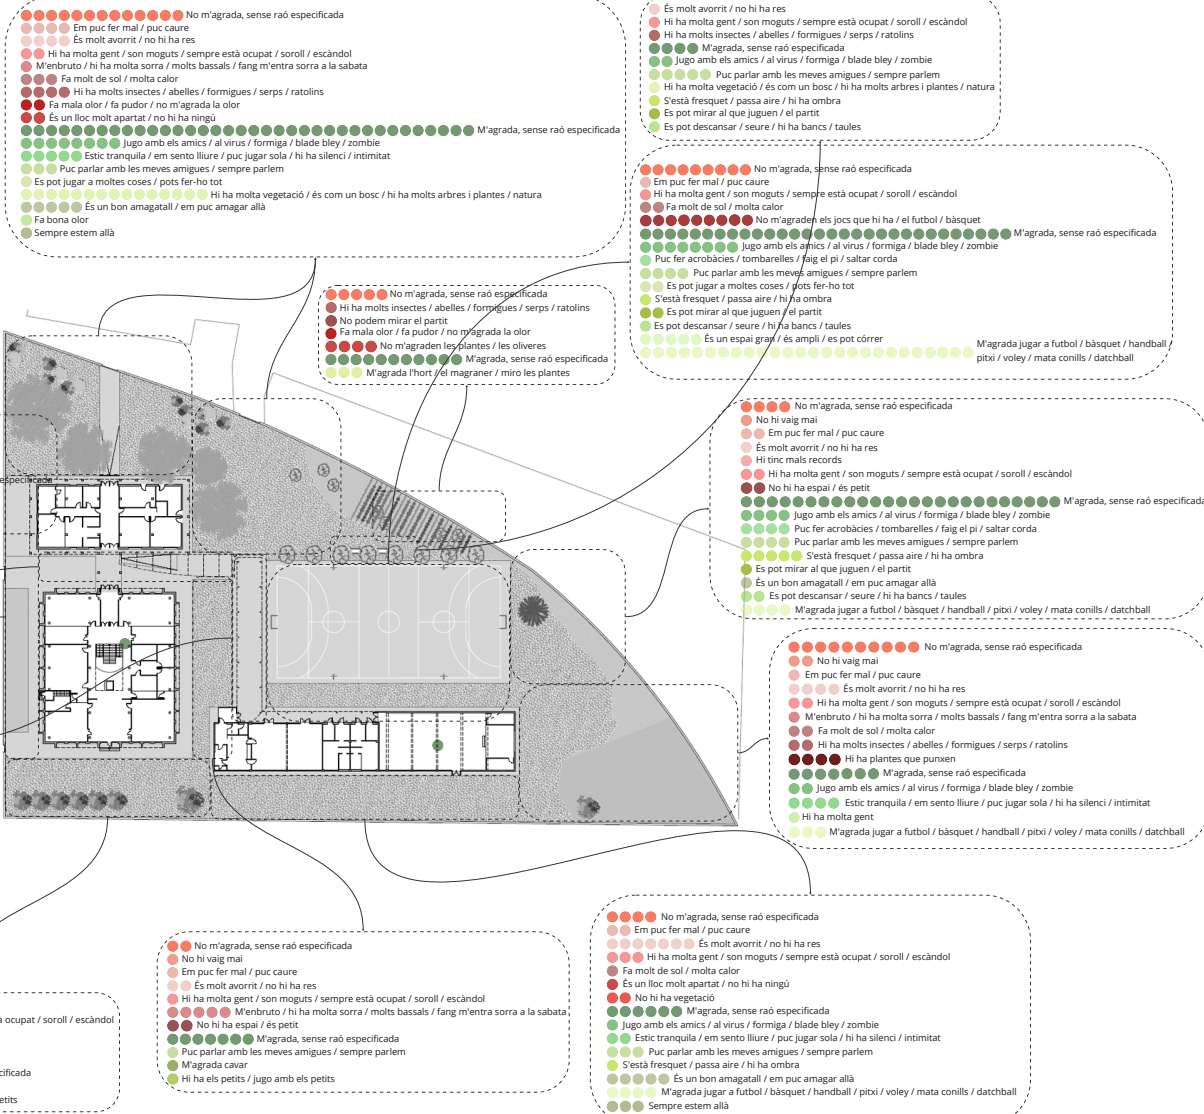 No m'agrada, sense raó especificada
Em puc fer mal / puc caure
És molt avorrit / no hi ha res
Hi ha molta gent / son moguts / sempre està ocupat / soroll / escàndol
M'enbruto / hi ha molta sorra / molts bassals / fang m'entra sorra a la sabata
Fa molt de sol / molta calor
Hi ha molts insectes / abelles / formigues / serps / ratolins
Fa mala olor / fa pudor / no m'agrada la olor
És un lloc molt apartat / no hi ha ningú
M'agrada, sense raó especificada
Jugo amb els amics / al virus / formiga / blade bley / zombie
Estic tranquila / em sento lliure / puc jugar sola / hi ha silenci / intimitat
Puc parlar amb les meves amigues / sempre parlem
Es pot jugar a moltes coses / pots fer-ho tot
Hi ha molta vegetació / és com un bosc / hi ha molts arbres i plantes / natura
És un bon amagatall / em puc amagar allà
Fa bona olor
Sempre estem allà
És molt avorrit / no hi ha res
Hi ha molta gent / son moguts / sempre està ocupat / soroll / escàndol
Hi ha molts insectes / abelles / formigues / serps / ratolins
M'agrada, sense raó especificada
Jugo amb els amics / al virus / formiga / blade bley / zombie
Puc parlar amb les meves amigues / sempre parlem
Hi ha molta vegetació / és com un bosc / hi ha molts arbres i plantes / natura
S'està fresquet / passa aire / hi ha ombra
Es pot mirar al que juguen / el partit
Es pot descansar / seure / hi ha bancs / taules
No m'agrada, sense raó especificada
Em puc fer mal / puc caure
Hi ha molta gent / son moguts / sempre està ocupat / soroll / escàndol
Fa molt de sol / molta calor
No m'agraden els jocs que hi ha / el futbol / bàsquet
M'agrada, sense raó especificada
Jugo amb els amics / al virus / formiga / blade bley / zombie
Puc fer acrobàcies / tombarelles / faig el pi / saltar corda
Puc parlar amb les meves amigues / sempre parlem
Es pot jugar a moltes coses / pots fer-ho tot
S'està fresquet / passa aire / hi ha ombra
Es pot mirar al que juguen / el partit
Es pot descansar / seure / hi ha bancs / taules
És un espai gran / és ampli / es pot córrer
M'agrada jugar a futbol / bàsquet / handball /
pitxi / voley / mata conills / datchball
No m'agrada, sense raó especificada
Hi ha molts insectes / abelles / formigues / serps / ratolins
No podem mirar el partit
Fa mala olor / fa pudor / no m'agrada la olor
No m'agraden les plantes / les oliveres
M'agrada, sense raó especificada
M'agrada l'hort / el magraner / miro les plantes
No m'agrada, sense raó especificada
No hi vaig mai
Em puc fer mal / puc caure
És molt avorrit / no hi ha res
Hi tinc mals records
Hi ha molta gent / son moguts / sempre està ocupat / soroll / escàndol
No hi ha espai / és petit
M'agrada, sense raó especificada
Jugo amb els amics / al virus / formiga / blade bley / zombie
Puc fer acrobàcies / tombarelles / faig el pi / saltar corda
Puc parlar amb les meves amigues / sempre parlem
S'està fresquet / passa aire / hi ha ombra
Es pot mirar al que juguen / el partit
És un bon amagatall / em puc amagar allà
Es pot descansar / seure / hi ha bancs / taules
M'agrada jugar a futbol / bàsquet / handball / pitxi / voley / mata conills / datchball
especificada
No m'agrada, sense raó especificada
No hi vaig mai
Em puc fer mal / puc caure
És molt avorrit / no hi ha res
Hi ha molta gent / son moguts / sempre està ocupat / soroll / escàndol
M'enbruto / hi ha molta sorra / molts bassals / fang m'entra sorra a la sabata
Fa molt de sol / molta calor
Hi ha molts insectes / abelles / formigues / serps / ratolins
Hi ha plantes que punxen
M'agrada, sense raó especificada
Jugo amb els amics / al virus / formiga / blade bley / zombie
Estic tranquila / em sento lliure / puc jugar sola / hi ha silenci / intimitat
Hi ha molta gent
M'agrada jugar a futbol / bàsquet / handball / pitxi / voley / mata conills / datchball
à ocupat / soroll / escàndol
cificada
etits
No m'agrada, sense raó especificada
No hi vaig mai
Em puc fer mal / puc caure
És molt avorrit / no hi ha res
Hi ha molta gent / son moguts / sempre està ocupat / soroll / escàndol
M'enbruto / hi ha molta sorra / molts bassals / fang m'entra sorra a la sabata
No hi ha espai / és petit
M'agrada, sense raó especificada
Puc parlar amb les meves amigues / sempre parlem
M'agrada cavar
Hi ha els petits / jugo amb els petits
No m'agrada, sense raó especificada
Em puc fer mal / puc caure
És molt avorrit / no hi ha res
Hi ha molta gent / son moguts / sempre està ocupat / soroll / escàndol
Fa molt de sol / molta calor
És un lloc molt apartat / no hi ha ningú
No hi ha vegetació
M'agrada, sense raó especificada
Jugo amb els amics / al virus / formiga / blade bley / zombie
Estic tranquila / em sento lliure / puc jugar sola / hi ha silenci / intimitat
Puc parlar amb les meves amigues / sempre parlem
S'està fresquet / passa aire / hi ha ombra
És un bon amagatall / em puc amagar allà
M'agrada jugar a futbol / bàsquet / handball / pitxi / voley / mata conills / datchball
Sempre estem allà